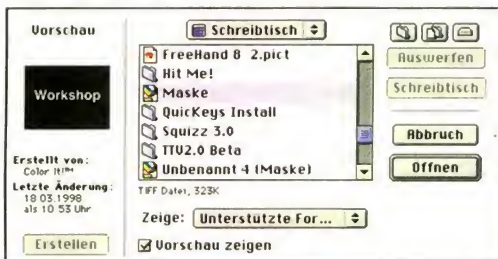 Vorschau
Workshop
Erstellt von:
Color It!™
Letzte Änderung:
18.03.1998
als 10 53 Uhr
Erstellen
Schreibtisch
FreeHand 8 2.pict
Hit Me!
Maske
QuicKeys Install
Squizz 3.0
TTV2.0 Beta
Unbenannt 4 (Maske)
TIFF Datei, 323K
Zeige: Unterstützte For...
Vorschau zeigen
Auswerfen
Schreibtisch
Abbruch
Öffnen